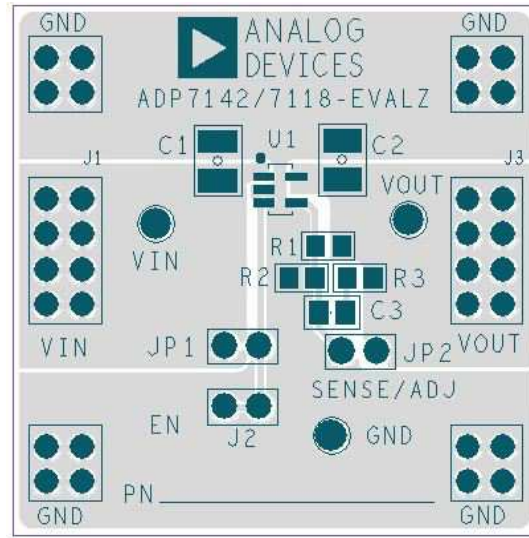 GND
ANALOG
DEVICES
GND
ADP7142/7118-EVALZ
J1
C1
U1
C2
J3
VIN
VOUT
R1
R2
R3
C3
VIN
JP1
JP2
VOUT
SENSE/ADJ
EN
J2
GND
PN
GND
GND